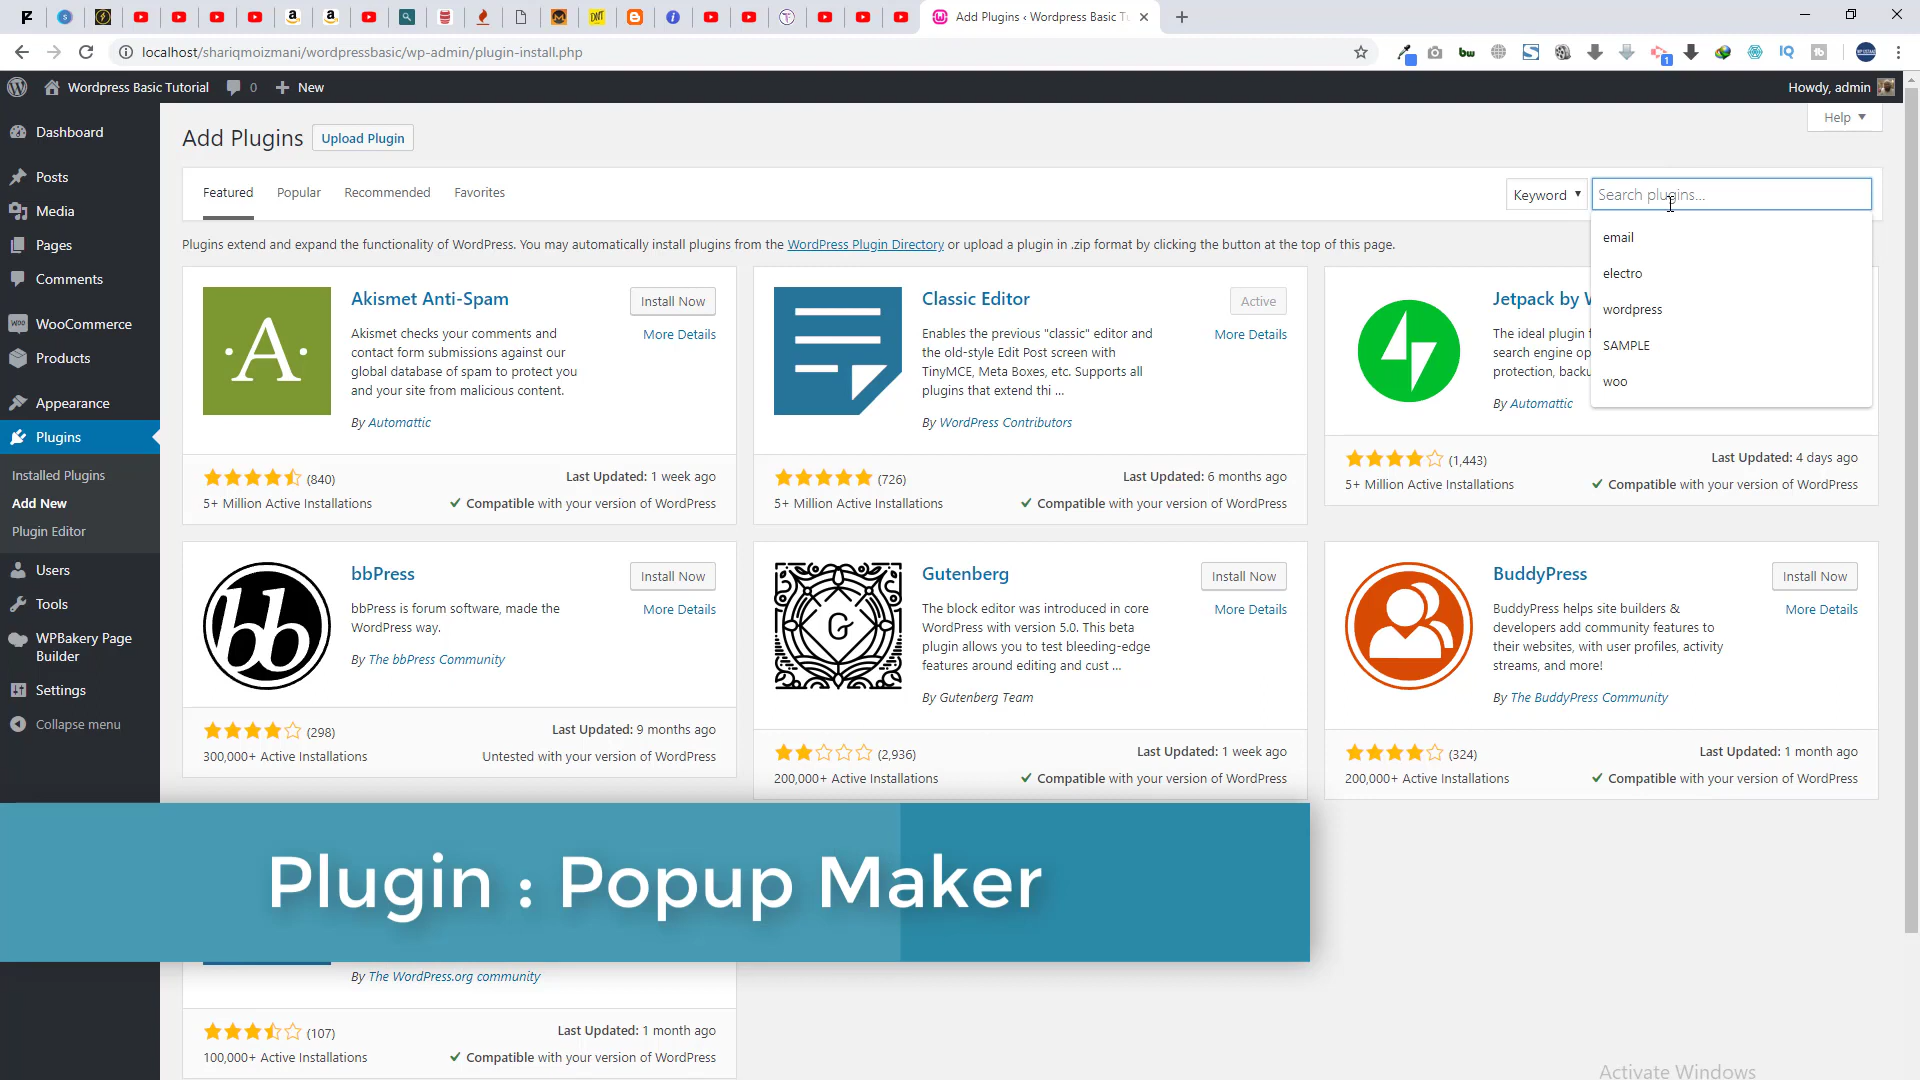 Add Plugins ‹ Wordpress Basic Tu
localhost/shariqmoizmani/wordpressbasic/wp-admin/plugin-install.php
Wordpress Basic Tutorial
0
New
Howdy, admin
Dashboard
Posts
Media
Pages
Comments
WooCommerce
Products
Appearance
Plugins
Installed Plugins
Add New
Plugin Editor
Users
Tools
WPBakery Page
Builder
Settings
Collapse menu
Help
Add Plugins
Upload Plugin
Featured
Popular
Recommended
Favorites
Keyword
Search plugins...
email
electro
wordpress
SAMPLE
woo
Plugins extend and expand the functionality of WordPress. You may automatically install plugins from the WordPress Plugin Directory or upload a plugin in .zip format by clicking the button at the top of this page.
Akismet Anti-Spam
Install Now
More Details
Akismet checks your comments and
contact form submissions against our
global database of spam to protect you
and your site from malicious content.
By Automattic
(840)
Last Updated: 1 week ago
5+ Million Active Installations
Compatible with your version of WordPress
Classic Editor
Active
More Details
Enables the previous "classic" editor and
the old-style Edit Post screen with
TinyMCE, Meta Boxes, etc. Supports all
plugins that extend thi ...
By WordPress Contributors
(726)
Last Updated: 6 months ago
5+ Million Active Installations
Compatible with your version of WordPress
Jetpack by
The ideal plugin
search engine op
protection, backu
By Automattic
(1,443)
Last Updated: 4 days ago
5+ Million Active Installations
Compatible with your version of WordPress
bbPress
Install Now
More Details
bbPress is forum software, made the
WordPress way.
By The bbPress Community
(298)
Last Updated: 9 months ago
300,000+ Active Installations
Untested with your version of WordPress
Gutenberg
Install Now
More Details
The block editor was introduced in core
WordPress with version 5.0. This beta
plugin allows you to test bleeding-edge
features around editing and cust ...
By Gutenberg Team
(2,936)
Last Updated: 1 week ago
200,000+ Active Installations
Compatible with your version of WordPress
BuddyPress
Install Now
More Details
BuddyPress helps site builders &
developers add community features to
their websites, with user profiles, activity
streams, and more!
By The BuddyPress Community
(324)
Last Updated: 1 month ago
200,000+ Active Installations
Compatible with your version of WordPress
Plugin : Popup Maker
By The WordPress.org community
(107)
Last Updated: 1 month ago
100,000+ Active Installations
Compatible with your version of WordPress
Activate Windows